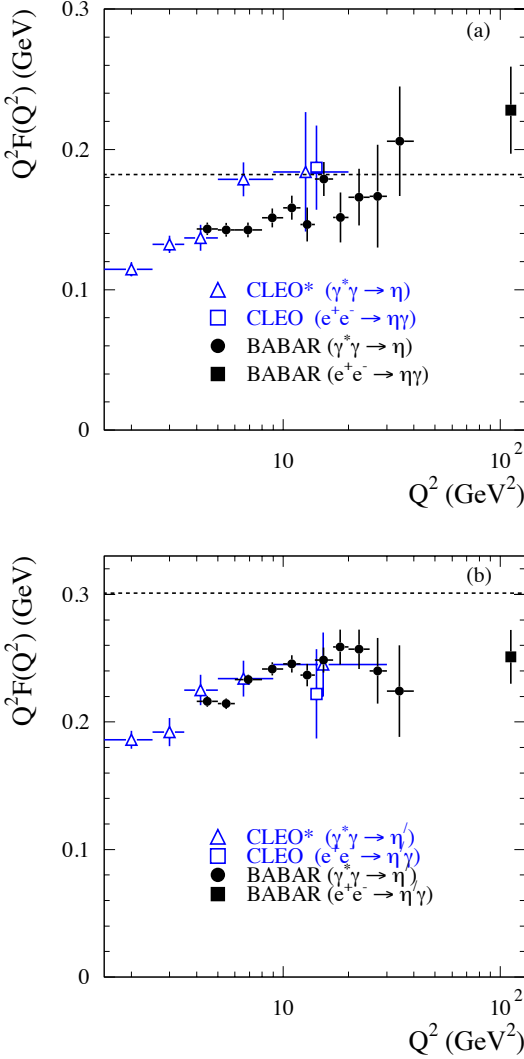 (a)
Q²F(Q²) (GeV)
0.3
0.2
0.1
0
CLEO* (γ*γ → η)
CLEO (e⁺e⁻ → ηγ)
BABAR (γ*γ → η)
BABAR (e⁺e⁻ → ηγ)
10
10²
Q² (GeV²)
(b)
Q²F(Q²) (GeV)
0.3
0.2
0.1
0
CLEO* (γ*γ → η′)
CLEO (e⁺e⁻ → η′γ)
BABAR (γ*γ → η′)
BABAR (e⁺e⁻ → η′γ)
10
10²
Q² (GeV²)